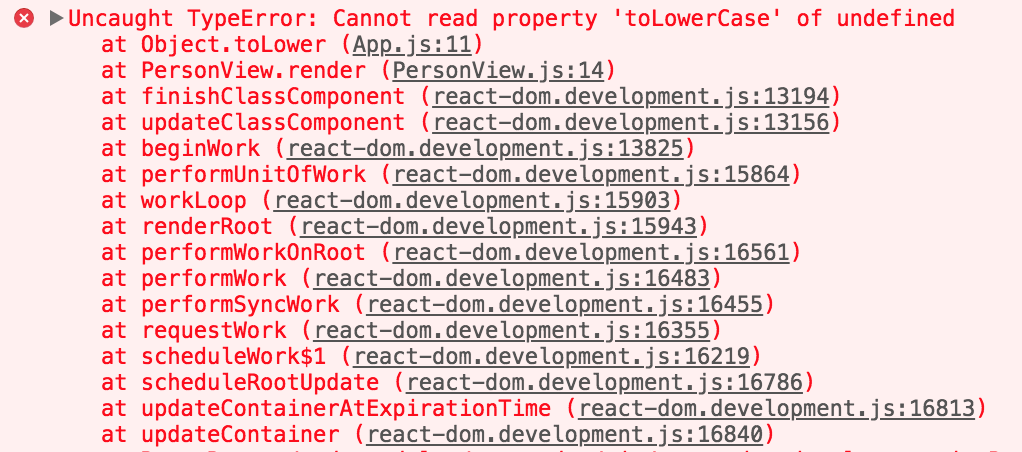 Uncaught TypeError: Cannot read property 'toLowerCase' of undefined
at Object.toLower (App.js:11)
at PersonView.render (PersonView.js:14)
at finishClassComponent (react-dom.development.js:13194)
at updateClassComponent (react-dom.development.js:13156)
at beginWork (react-dom.development.js:13825)
at performUnitOfWork (react-dom.development.js:15864)
at workLoop (react-dom.development.js:15903)
at renderRoot (react-dom.development.js:15943)
at performWorkOnRoot (react-dom.development.js:16561)
at performWork (react-dom.development.js:16483)
at performSyncWork (react-dom.development.js:16455)
at requestWork (react-dom.development.js:16355)
at scheduleWork$1 (react-dom.development.js:16219)
at scheduleRootUpdate (react-dom.development.js:16786)
at updateContainerAtExpirationTime (react-dom.development.js:16813)
at updateContainer (react-dom.development.js:16840)